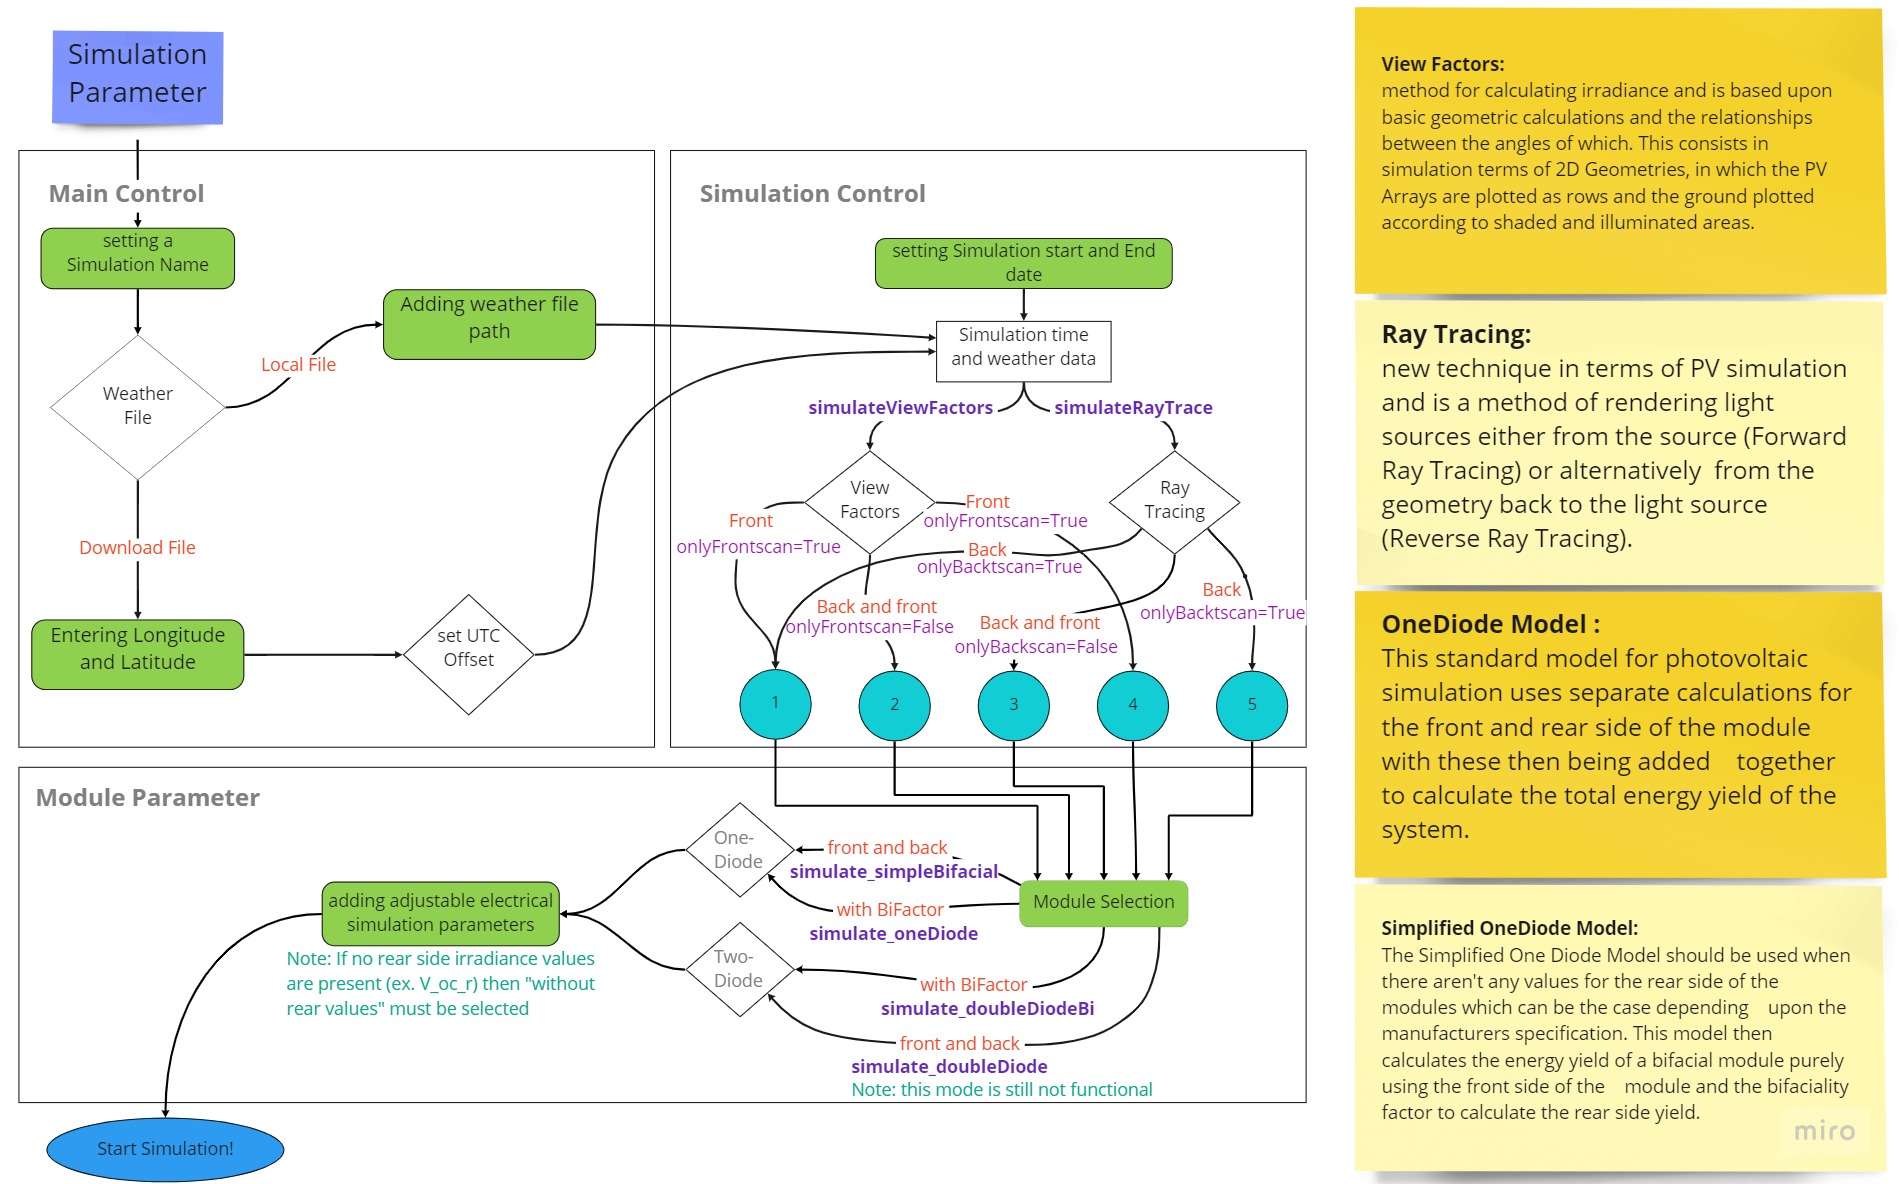 Simulation
Parameter
Main Control
setting a
Simulation Name
Weather
File
Local File
Adding weather file
path
Download File
Entering Longitude
and Latitude
set UTC
Offset
Simulation Control
setting Simulation start and End
date
Simulation time
and weather data
simulateViewFactors
simulateRayTrace
View
Factors
Ray
Tracing
Front
onlyFrontscan=True
Front
onlyFrontscan=True
Back
onlyBacktscan=True
Back and front
onlyFrontscan=False
Back and front
onlyBackscan=False
Back
onlyBacktscan=True
1
2
3
4
5
Module Parameter
One-
Diode
front and back
simulate_simpleBifacial
with BiFactor
simulate_oneDiode
Module Selection
Two-
Diode
with BiFactor
simulate_doubleDiodeBi
front and back
simulate_doubleDiode
Note: this mode is still not functional
adding adjustable electrical
simulation parameters
Note: If no rear side irradiance values
are present (ex. V_oc_r) then "without
rear values" must be selected
Start Simulation!
View Factors:
method for calculating irradiance and is based upon
basic geometric calculations and the relationships
between the angles of which. This consists in
simulation terms of 2D Geometries, in which the PV
Arrays are plotted as rows and the ground plotted
according to shaded and illuminated areas.
Ray Tracing:
new technique in terms of PV simulation
and is a method of rendering light
sources either from the source (Forward
Ray Tracing) or alternatively from the
geometry back to the light source
(Reverse Ray Tracing).
OneDiode Model :
This standard model for photovoltaic
simulation uses separate calculations for
the front and rear side of the module
with these then being added together
to calculate the total energy yield of the
system.
Simplified OneDiode Model:
The Simplified One Diode Model should be used when
there aren't any values for the rear side of the
modules which can be the case depending upon the
manufacturers specification. This model then
calculates the energy yield of a bifacial module purely
using the front side of the module and the bifaciality
factor to calculate the rear side yield.
miro